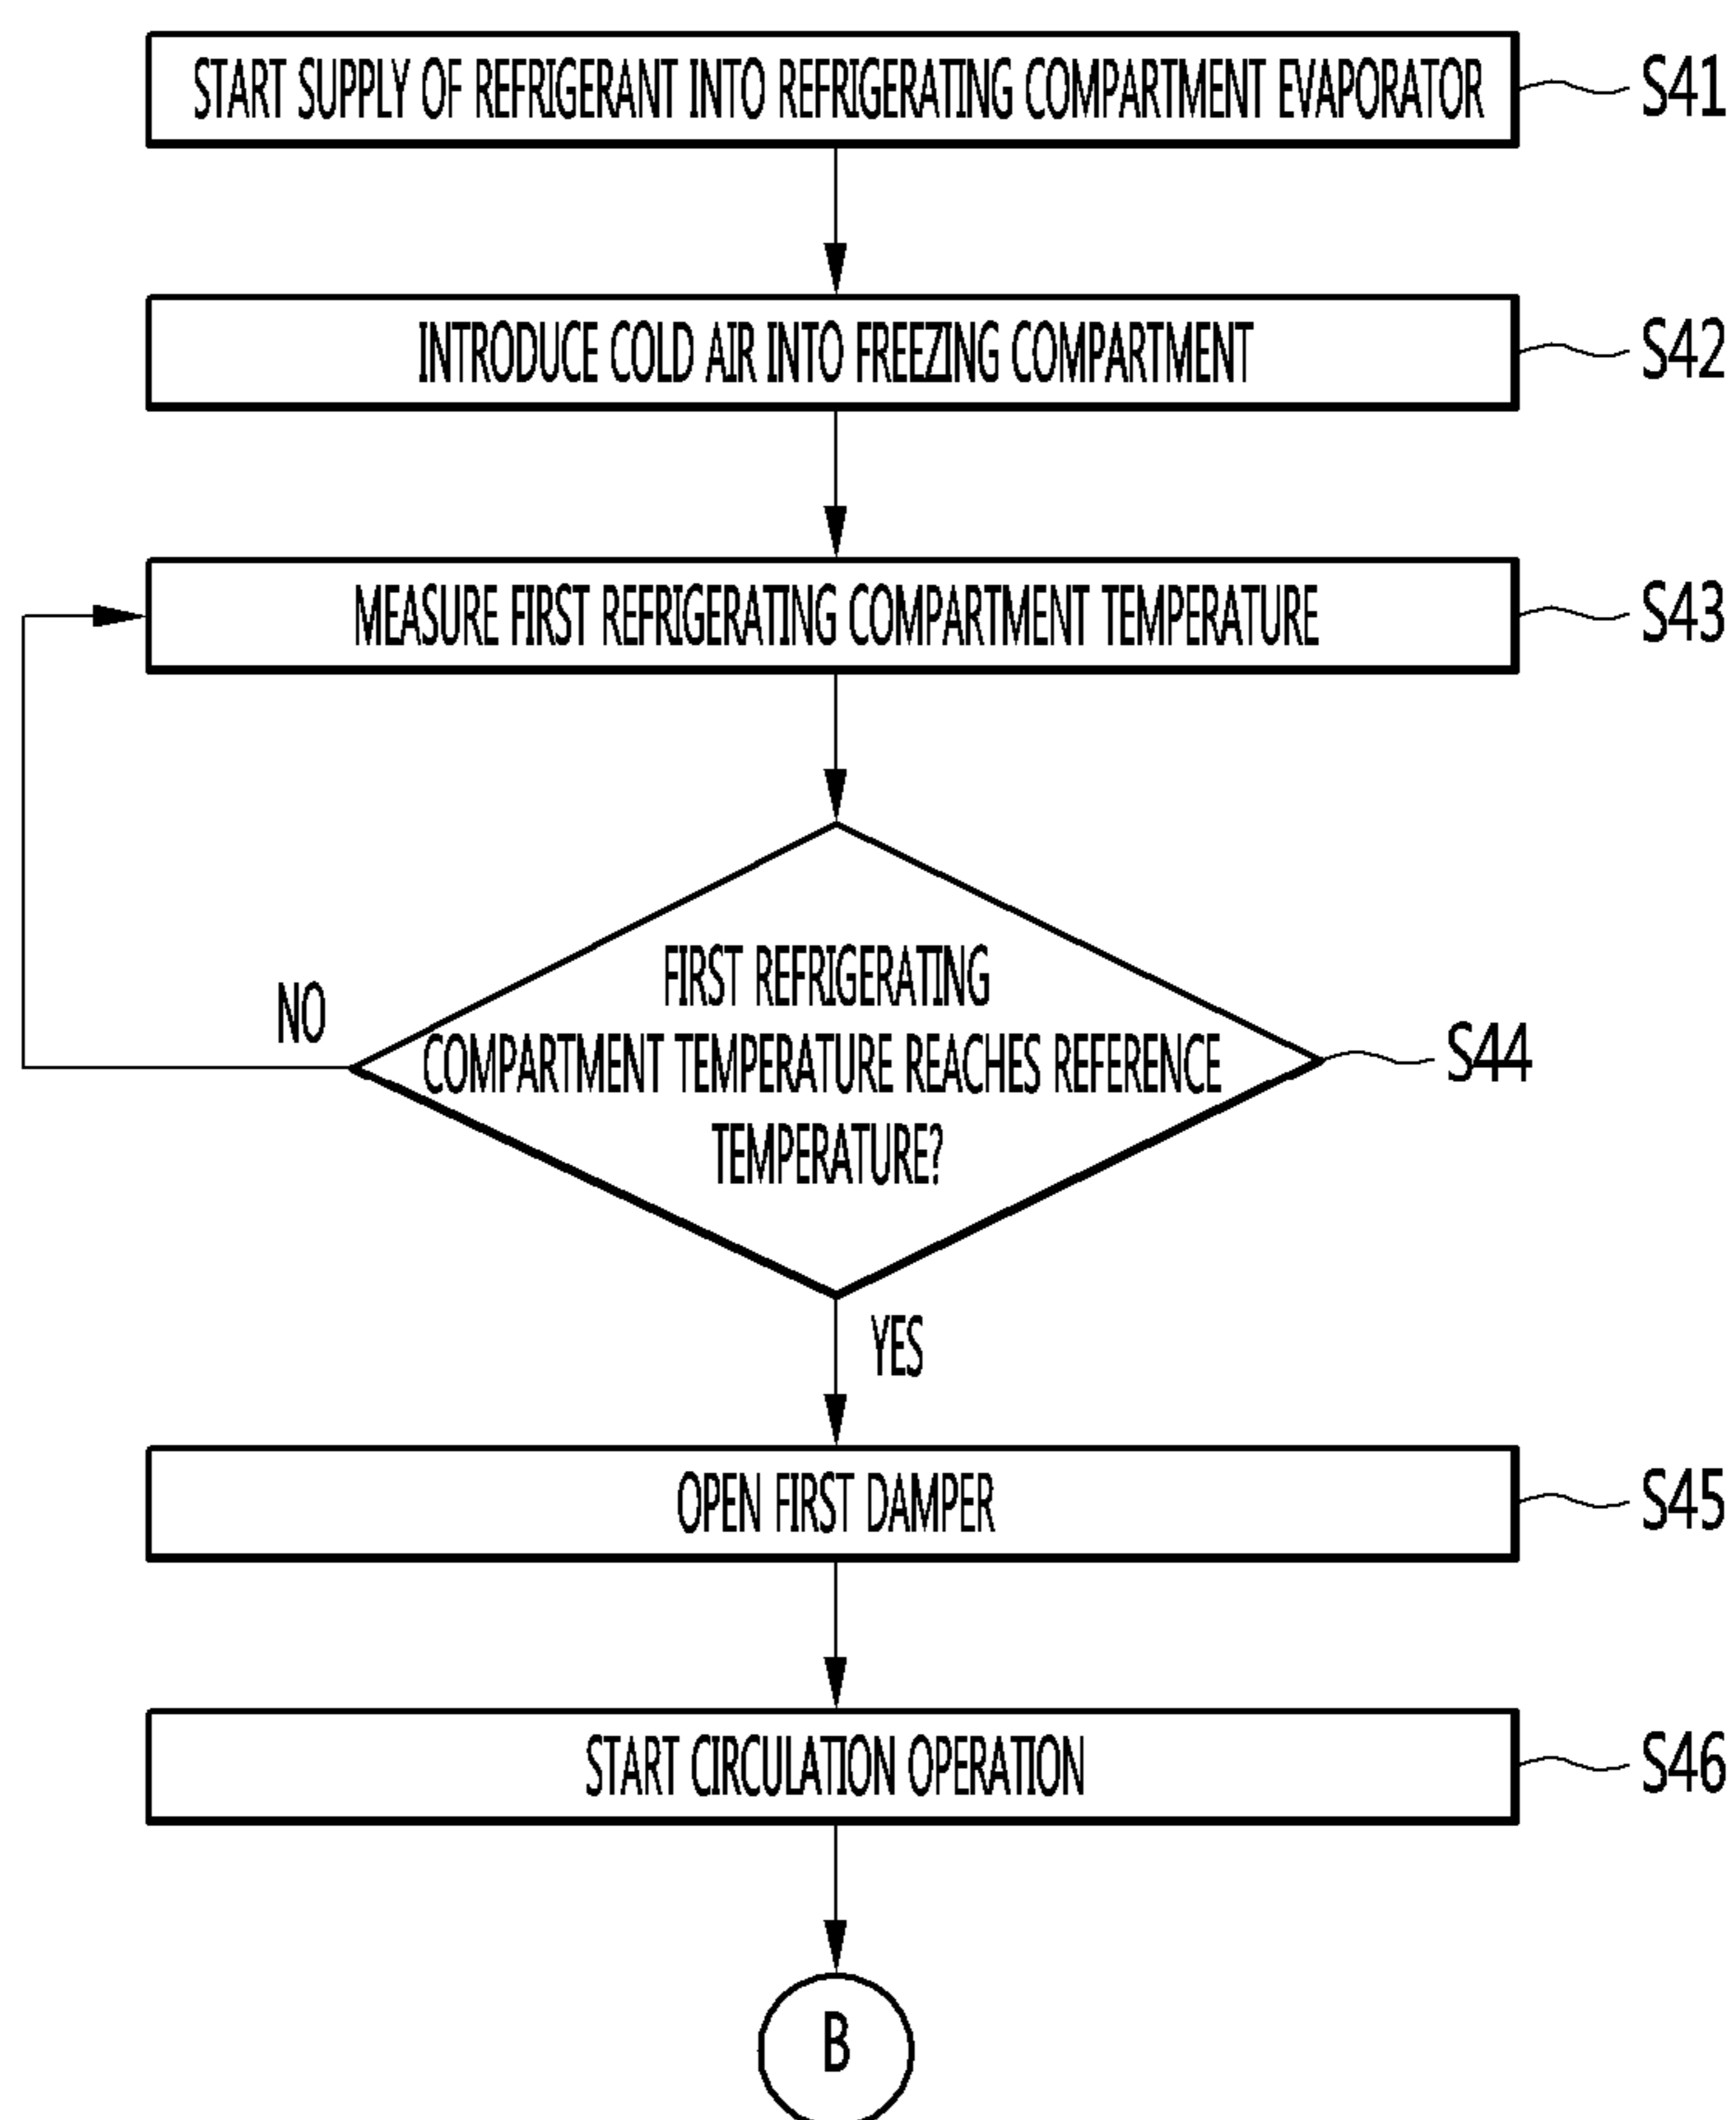 START SUPPLY OF REFRIGERANT INTO REFRIGERATING COMPARTMENT EVAPORATOR
S41
INTRODUCE COLD AIR INTO FREEZING COMPARTMENT
S42
MEASURE FIRST REFRIGERATING COMPARTMENT TEMPERATURE
S43
FIRST REFRIGERATING
COMPARTMENT TEMPERATURE REACHES REFERENCE
TEMPERATURE?
S44
NO
YES
OPEN FIRST DAMPER
S45
START CIRCULATION OPERATION
S46
B